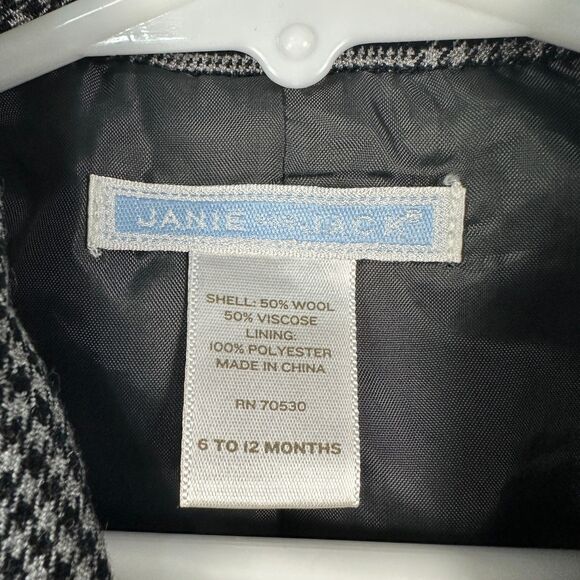 JANIE AND JACK
SHELL: 50% WOOL
50% VISCOSE
LINING:
100% POLYESTER
MADE IN CHINA
RN 70530
6 TO 12 MONTHS